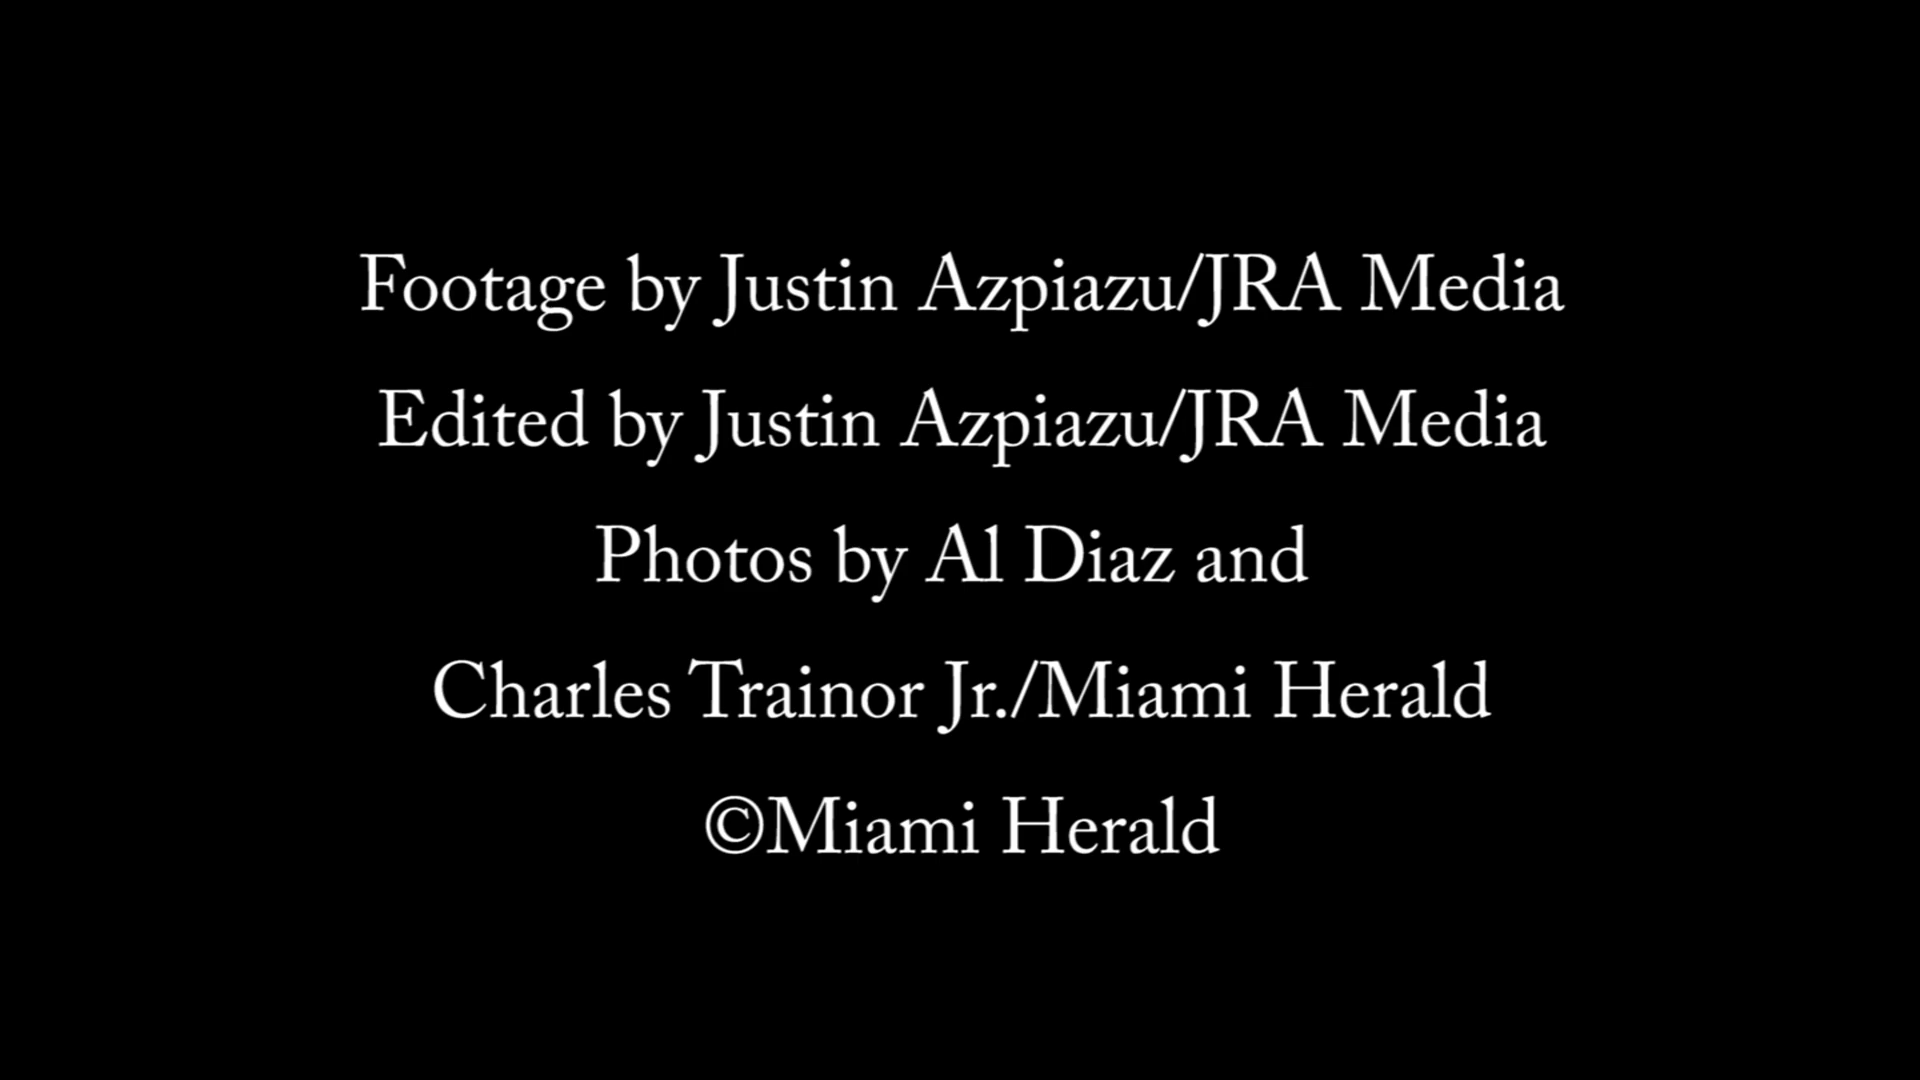 Footage by Justin Azpiazu/JRA Media
Edited by Justin Azpiazu/JRA Media
Photos by Al Diaz and
Charles Trainor Jr./Miami Herald
©Miami Herald